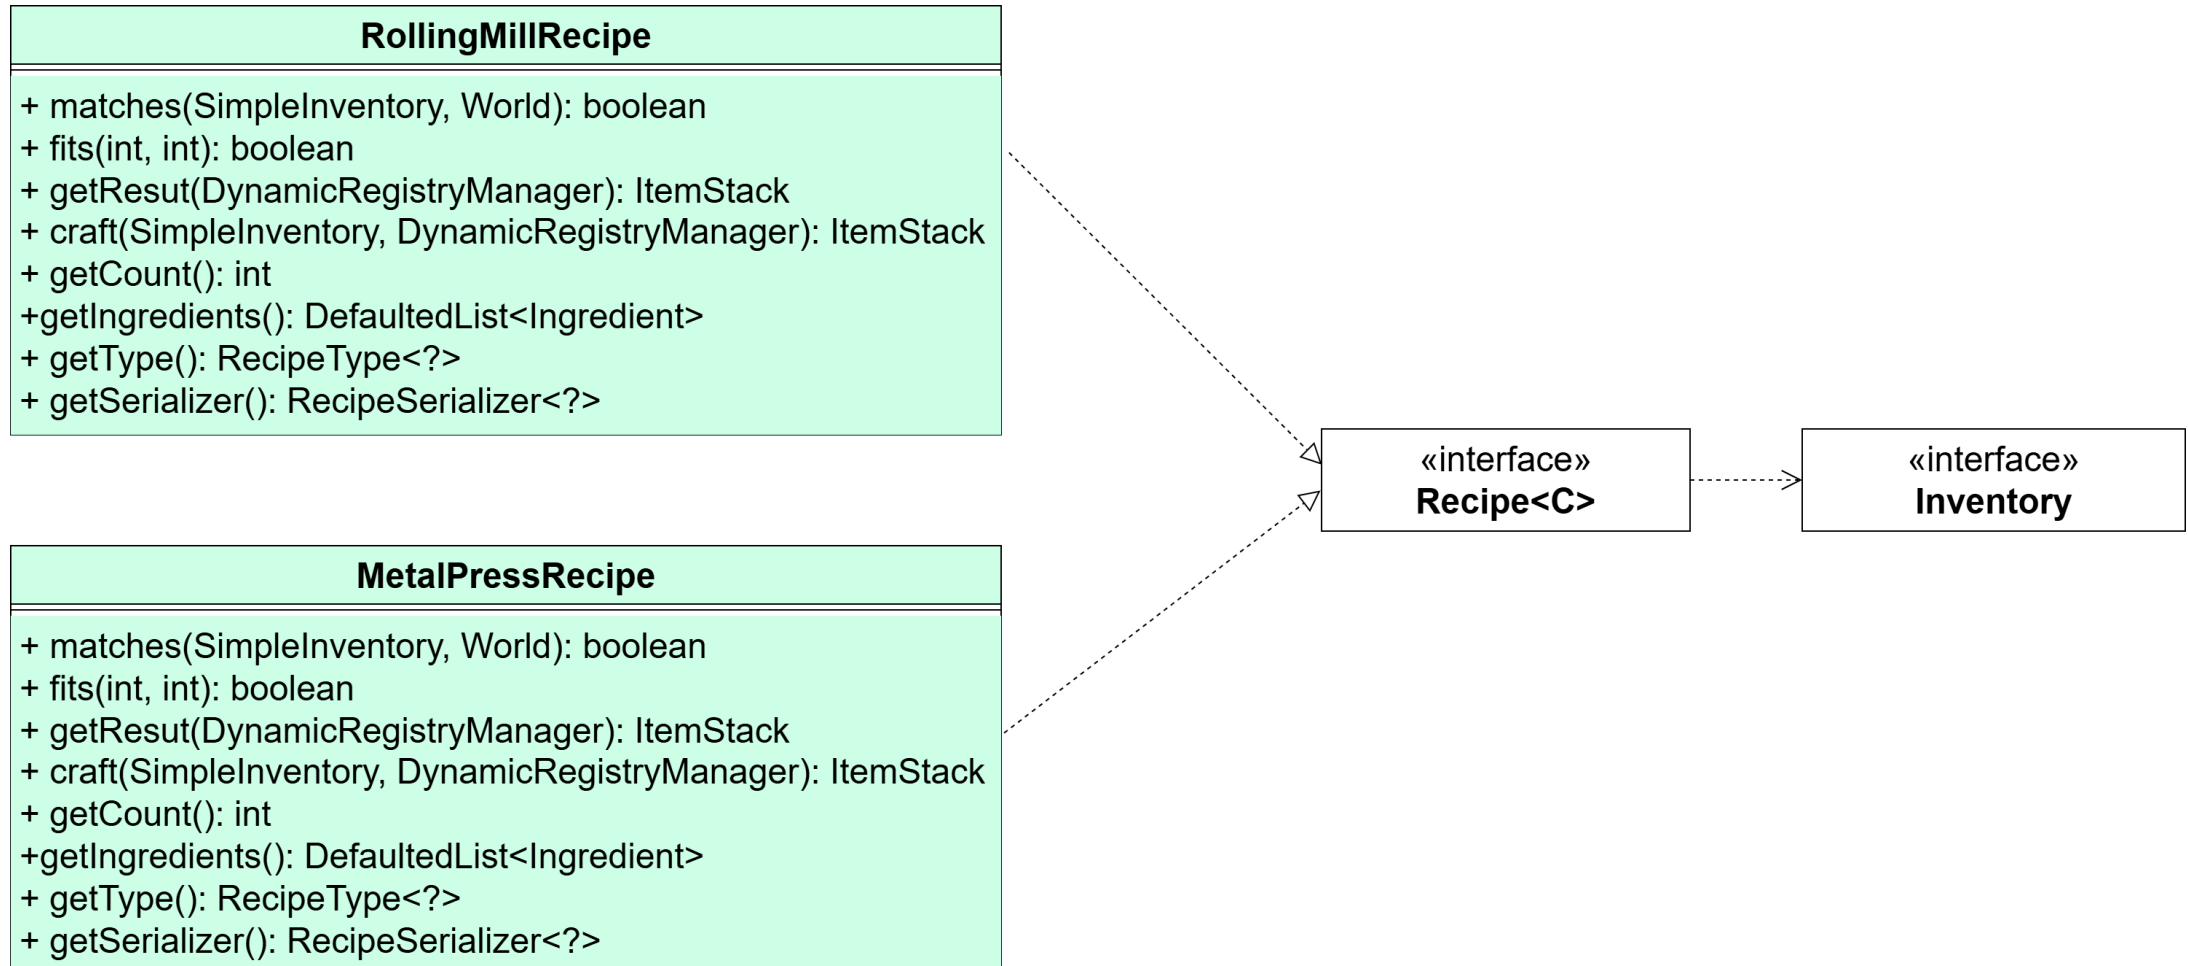 RollingMillRecipe
+ matches(SimpleInventory, World): boolean
+ fits(int, int): boolean
+ getResut(DynamicRegistryManager): ItemStack
+ craft(SimpleInventory, DynamicRegistryManager): ItemStack
+ getCount(): int
+getIngredients(): DefaultedList<Ingredient>
+ getType(): RecipeType<?>
+ getSerializer(): RecipeSerializer<?>
«interface»
Recipe<C>
«interface»
Inventory
MetalPressRecipe
+ matches(SimpleInventory, World): boolean
+ fits(int, int): boolean
+ getResut(DynamicRegistryManager): ItemStack
+ craft(SimpleInventory, DynamicRegistryManager): ItemStack
+ getCount(): int
+getIngredients(): DefaultedList<Ingredient>
+ getType(): RecipeType<?>
+ getSerializer(): RecipeSerializer<?>